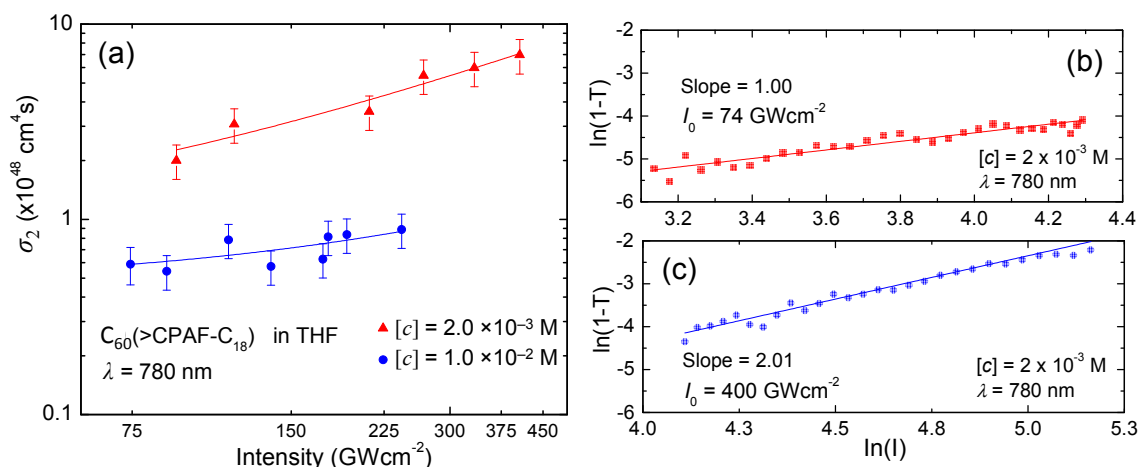 (a)
10
1
0.1
σ₂ (x10⁴⁸ cm⁴s)
C₆₀(>CPAF-C₁₈) in THF
λ = 780 nm
[c] = 2.0 ×10⁻³ M
[c] = 1.0 ×10⁻² M
75 150 225 300 375 450
Intensity (GWcm⁻²)
(b)
-1
-2
-3
-4
-5
-6
ln(1-T)
Slope = 1.00
I₀ = 74 GWcm⁻²
[c] = 2 x 10⁻³ M
λ = 780 nm
3.2 3.4 3.6 3.8 4.0 4.2 4.4
(c)
-2
-3
-4
-5
-6
ln(1-T)
Slope = 2.01
I₀ = 400 GWcm⁻²
[c] = 2 x 10⁻³ M
λ = 780 nm
4.0 4.3 4.5 4.8 5.0 5.3
ln(I)